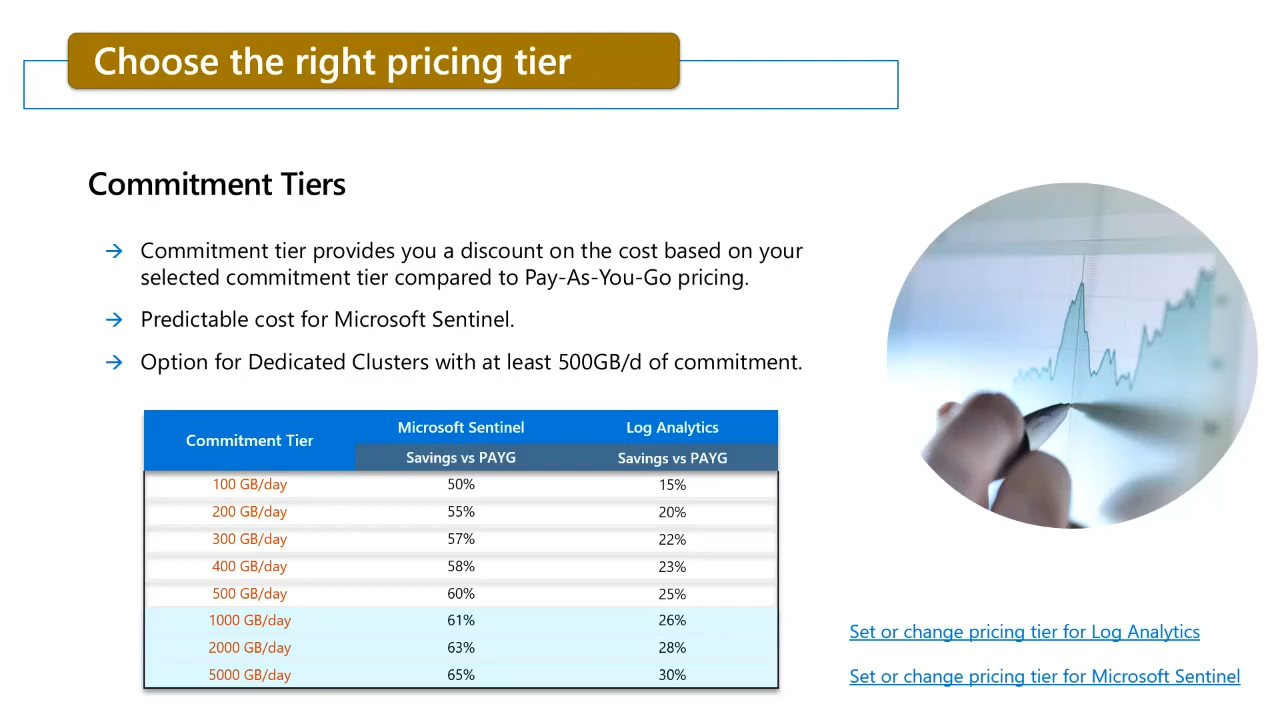 Choose the right pricing tier
Commitment Tiers
→ Commitment tier provides you a discount on the cost based on your
selected commitment tier compared to Pay-As-You-Go pricing.
→ Predictable cost for Microsoft Sentinel.
→ Option for Dedicated Clusters with at least 500GB/d of commitment.
Commitment Tier Microsoft Sentinel Log Analytics
Savings vs PAYG Savings vs PAYG
100 GB/day 50% 15%
200 GB/day 55% 20%
300 GB/day 57% 22%
400 GB/day 58% 23%
500 GB/day 60% 25%
1000 GB/day 61% 26%
2000 GB/day 63% 28%
5000 GB/day 65% 30%
Set or change pricing tier for Log Analytics
Set or change pricing tier for Microsoft Sentinel